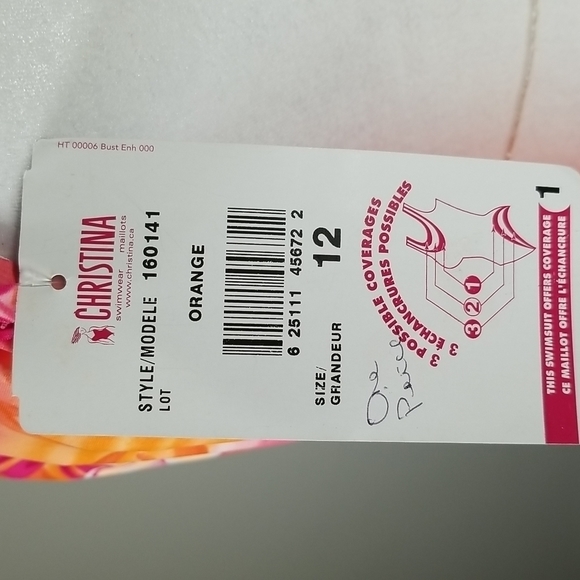 HT 00006 Bust Enh 000
CHRISTINA
swimwear maillots
www.christina.ca
STYLE/MODELE 160141
LOT
ORANGE
6 25111 45672 2
SIZE/ 12
GRANDEUR
3 POSSIBLE COVERAGES
3 ÉCHANCRURES POSSIBLES
1
2
3
One
Piece
THIS SWIMSUIT OFFERS COVERAGE 1
CE MAILLOT OFFRE L'ÉCHANCRURE